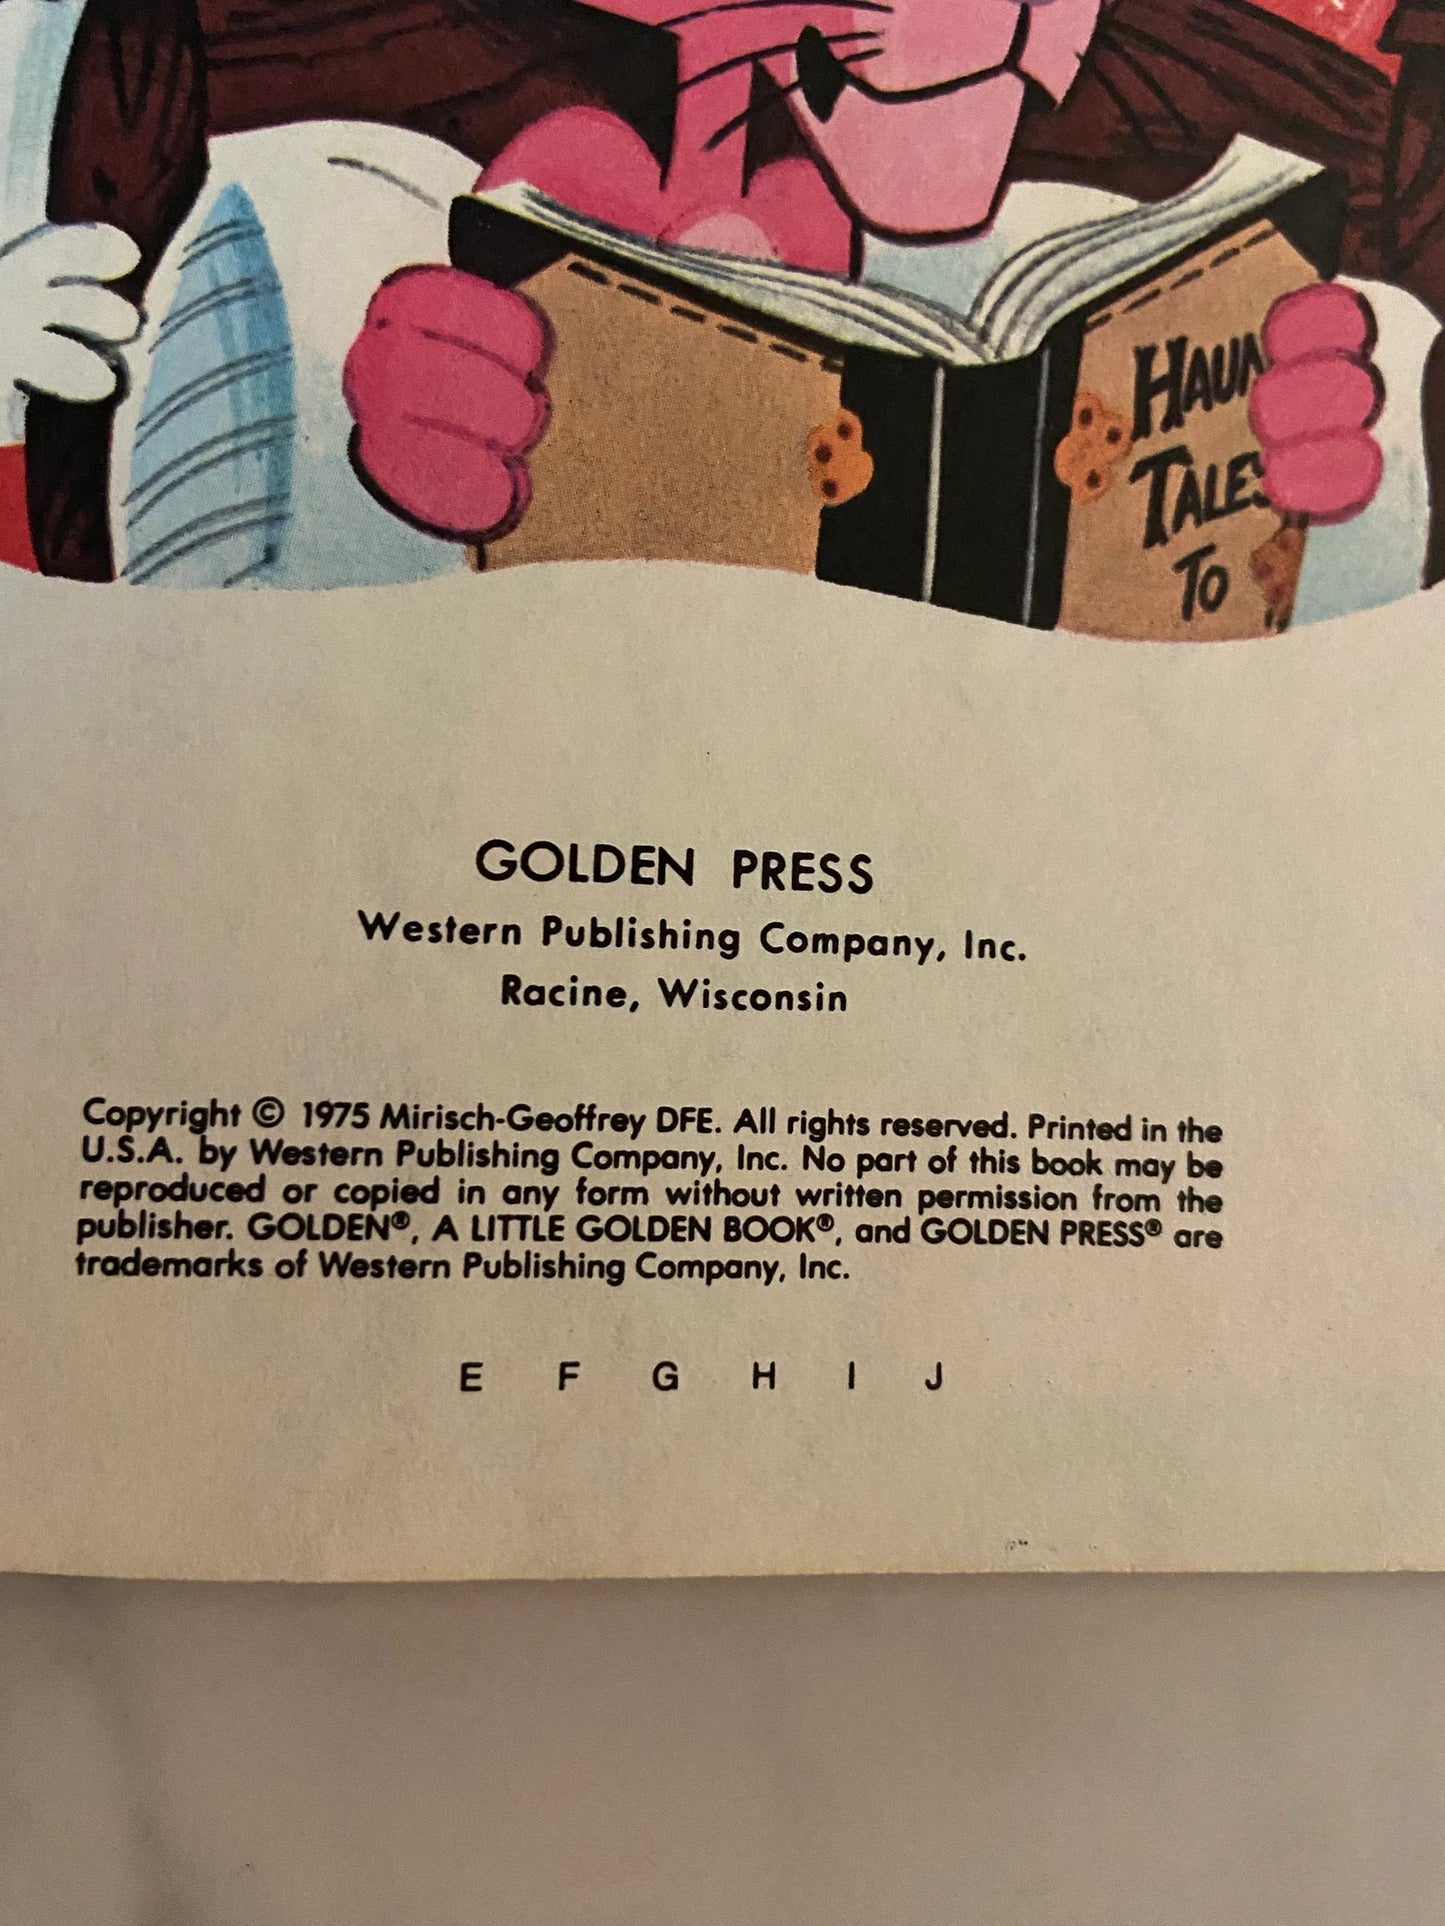 HAUN
TALES
TO
GOLDEN PRESS
Western Publishing Company, Inc.
Racine, Wisconsin
Copyright © 1975 Mirisch-Geoffrey DFE. All rights reserved. Printed in the
U.S.A. by Western Publishing Company, Inc. No part of this book may be
reproduced or copied in any form without written permission from the
publisher. GOLDEN®, A LITTLE GOLDEN BOOK®, and GOLDEN PRESS® are
trademarks of Western Publishing Company, Inc.
E F G H I J